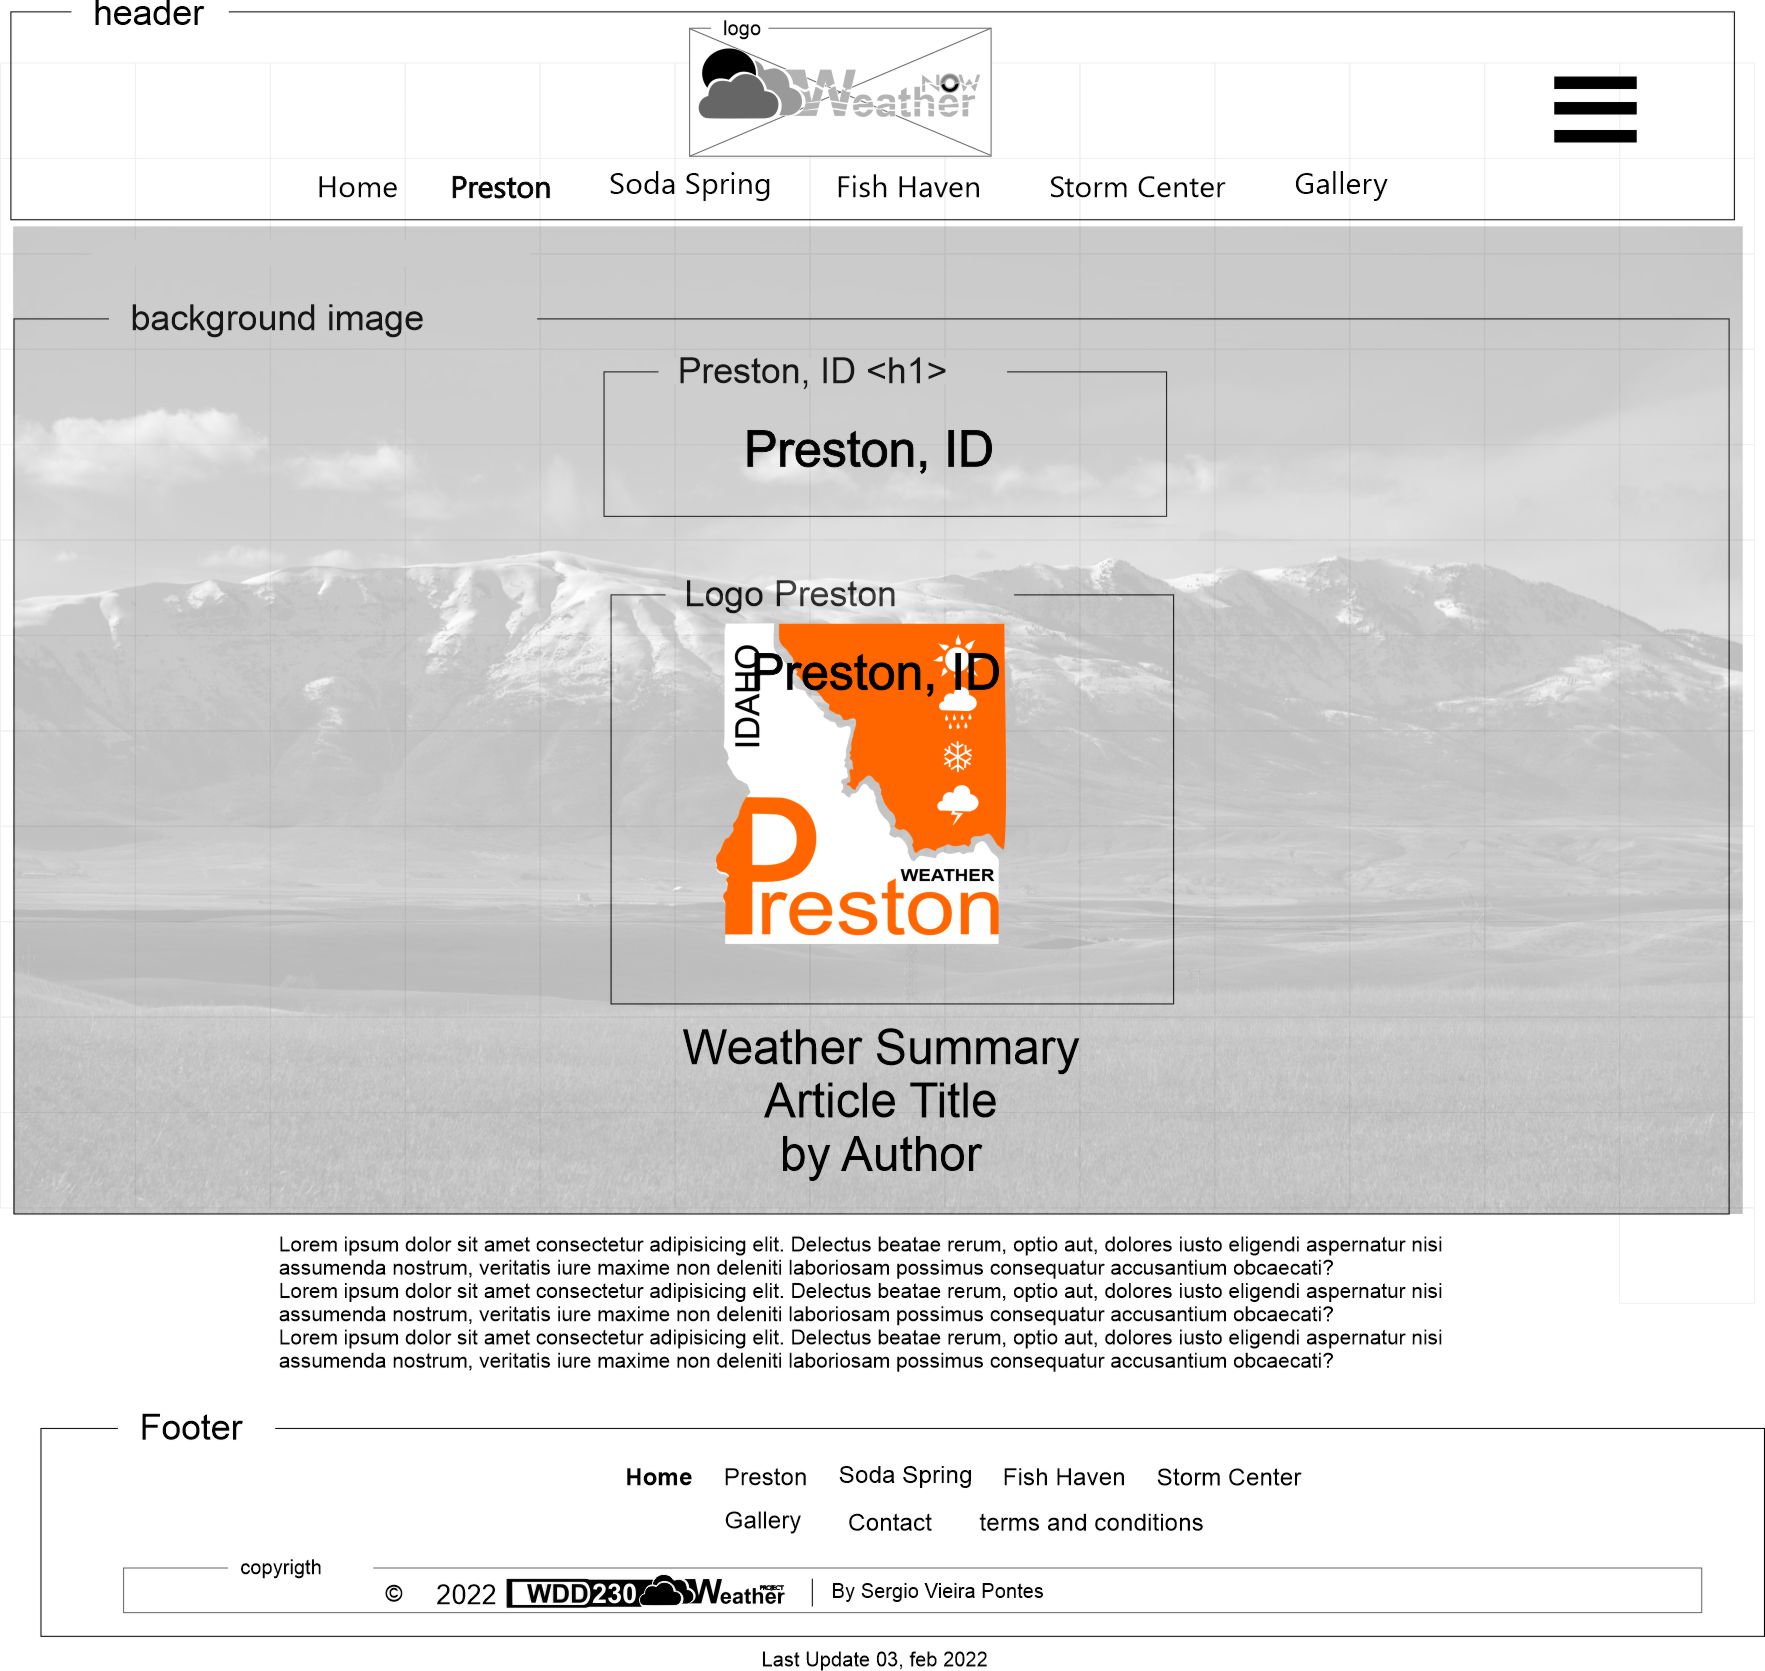 header
logo
Weather NOW
Home Preston Soda Spring Fish Haven Storm Center Gallery
background image
Preston, ID <h1>
Preston, ID
Logo Preston
IDAHO
Preston, ID
WEATHER
Preston
Weather Summary
Article Title
by Author
Lorem ipsum dolor sit amet consectetur adipisicing elit. Delectus beatae rerum, optio aut, dolores iusto eligendi aspernatur nisi
assumenda nostrum, veritatis iure maxime non deleniti laboriosam possimus consequatur accusantium obcaecati?
Lorem ipsum dolor sit amet consectetur adipisicing elit. Delectus beatae rerum, optio aut, dolores iusto eligendi aspernatur nisi
assumenda nostrum, veritatis iure maxime non deleniti laboriosam possimus consequatur accusantium obcaecati?
Lorem ipsum dolor sit amet consectetur adipisicing elit. Delectus beatae rerum, optio aut, dolores iusto eligendi aspernatur nisi
assumenda nostrum, veritatis iure maxime non deleniti laboriosam possimus consequatur accusantium obcaecati?
Footer
Home Preston Soda Spring Fish Haven Storm Center
Gallery Contact terms and conditions
copyrigth
© 2022 WDD230 Weather PROJECT By Sergio Vieira Pontes
Last Update 03, feb 2022